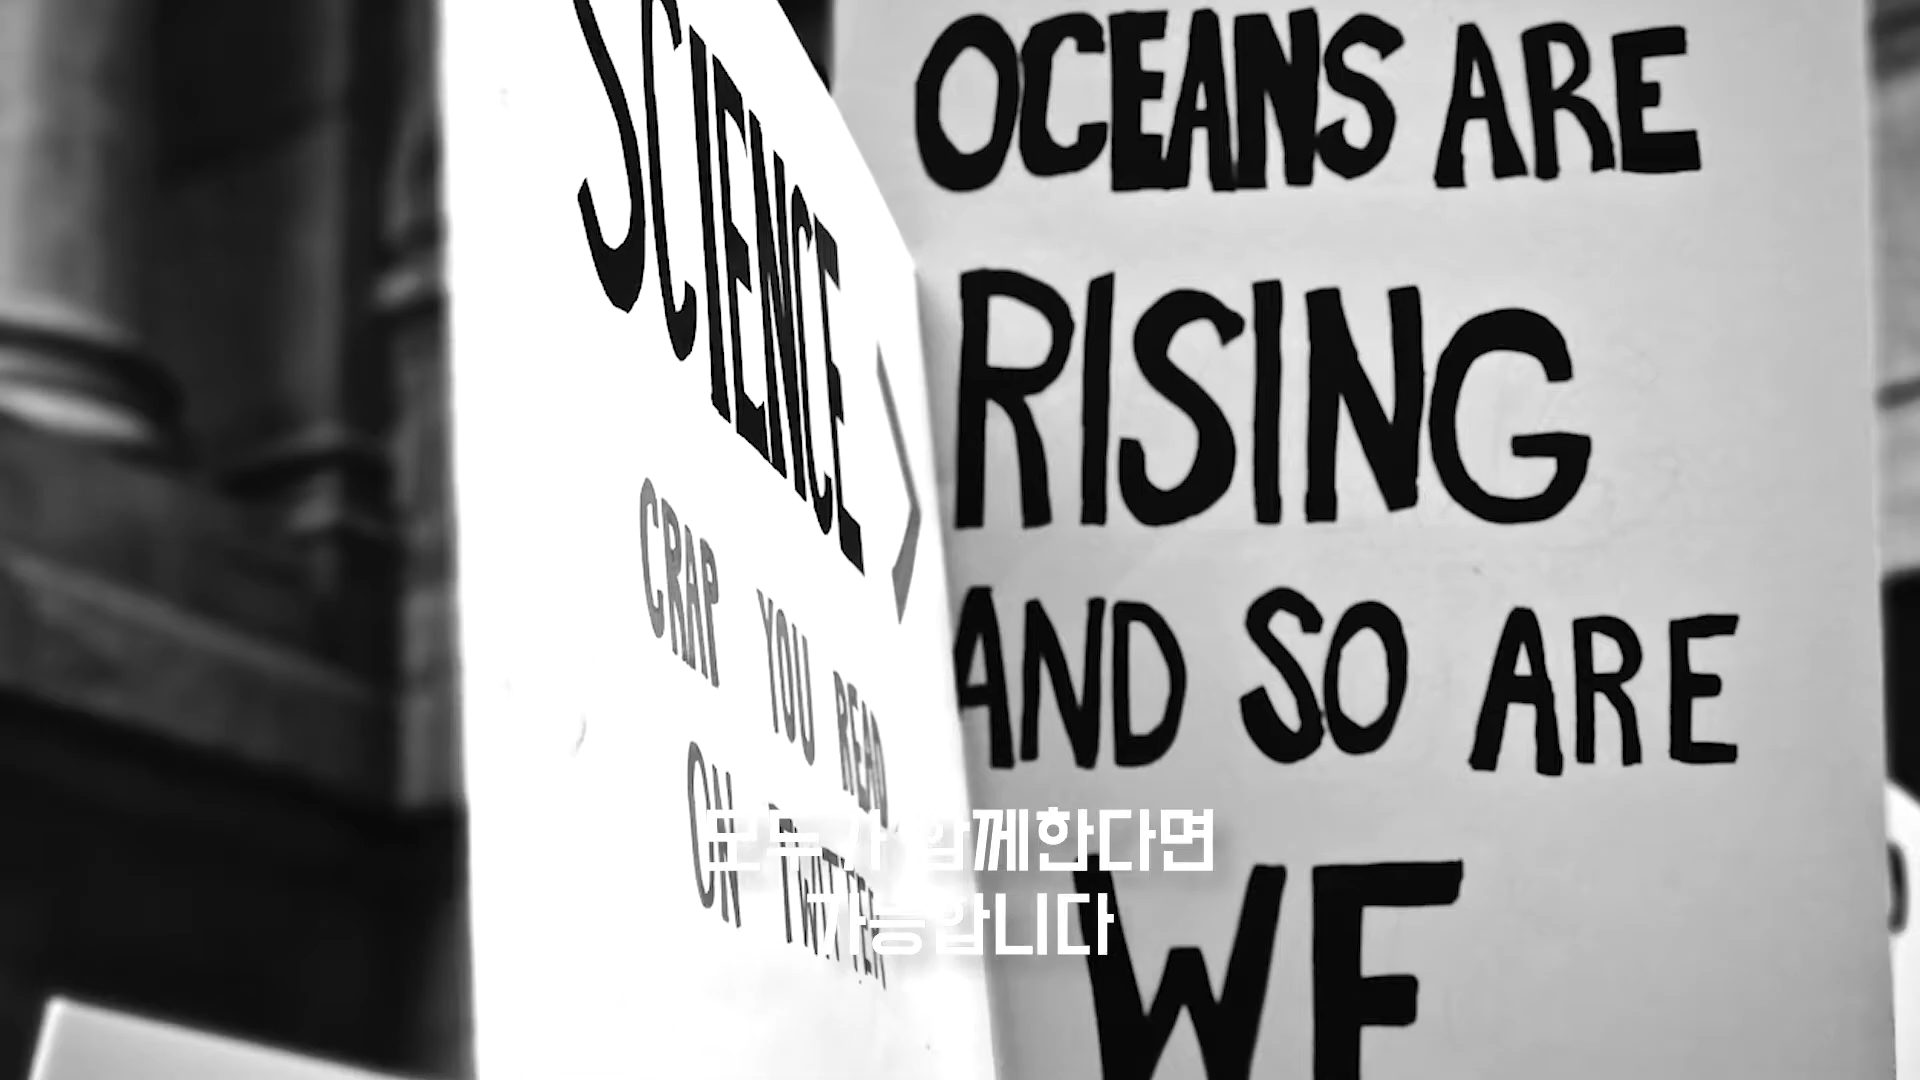 SCIENCE >
CRAP YOU READ
ON TWITTER
OCEANS ARE
RISING
AND SO ARE
WE
모두가 함께한다면
가능합니다